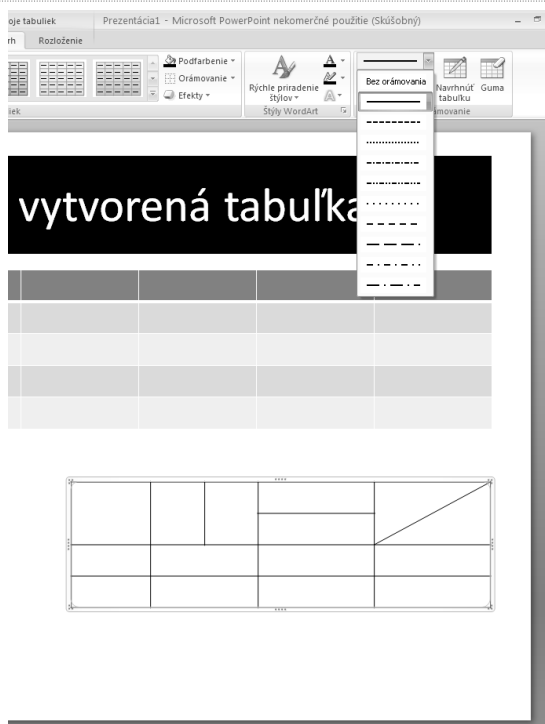 oje tabuliek Prezentácia1 - Microsoft PowerPoint nekomerčné použitie (Skúšobný)
rh Rozloženie
Podfarbenie
Orámovanie
Efekty
Rýchle priradenie štýlov
A
Bez orámovania
Navrhnúť tabuľku
Guma
iek
Štýly WordArt
movanie
vytvorená tabuľka